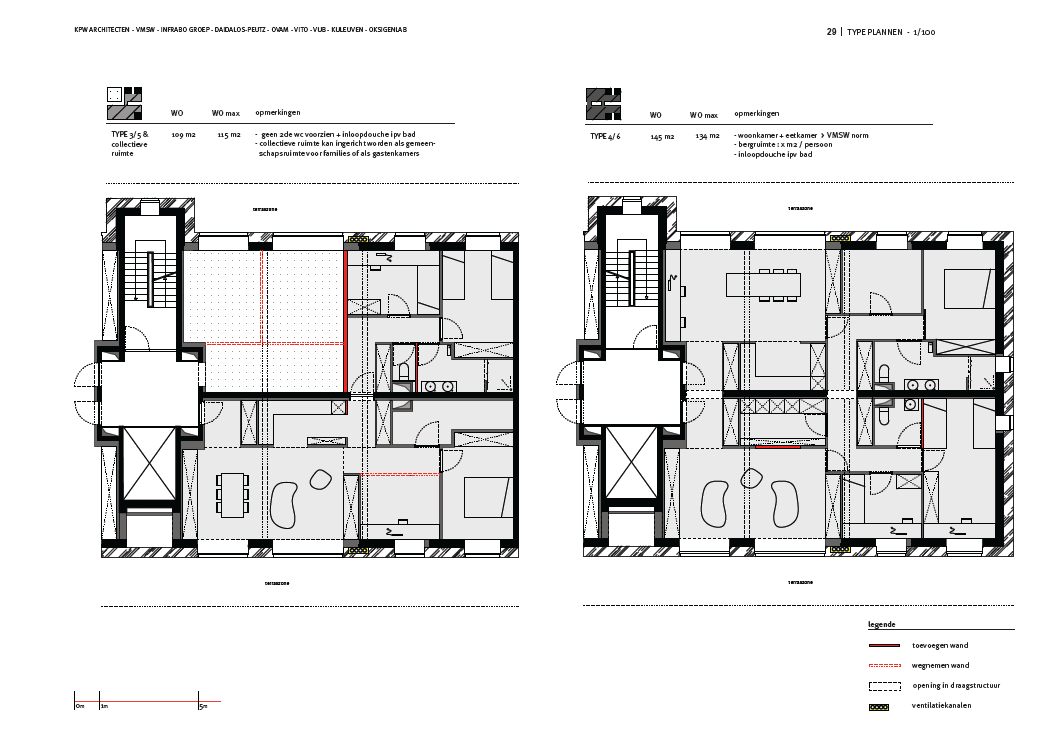 KPW ARCHITECTEN - VMSW - INFRABO GROEP - DAIDALOS-PEUTZ - OVAM - VITO - VUB - KULEUVEN - OKSIGENLAB
29 | TYPE PLANNEN - 1/100
WO WO max opmerkingen
TYPE 3/5 & collectieve ruimte
109 m2 115 m2
- geen 2de wc voorzien + inloopdouche ipv bad
- collectieve ruimte kan ingericht worden als gemeen-
schapsruimte voor families of als gastenkamers
WO WO max opmerkingen
TYPE 4/6 145 m2 134 m2
- woonkamer + eetkamer > VMSW norm
- bergruimte : x m2 / persoon
- inloopdouche ipv bad
terraszone
terraszone
terraszone
terraszone
legende
toevoegen wand
wegnemen wand
opening in draagstructuur
ventilatiekanalen
0m 1m 5m